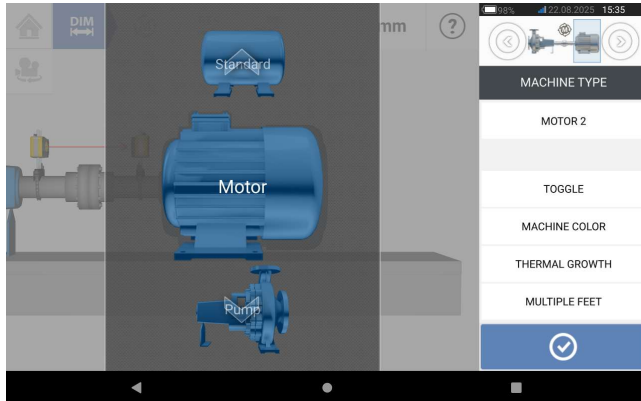 98% 22.08.2025 15:35
DIM
mm
?
Standard
Motor
Pump
MACHINE TYPE
MOTOR 2
TOGGLE
MACHINE COLOR
THERMAL GROWTH
MULTIPLE FEET